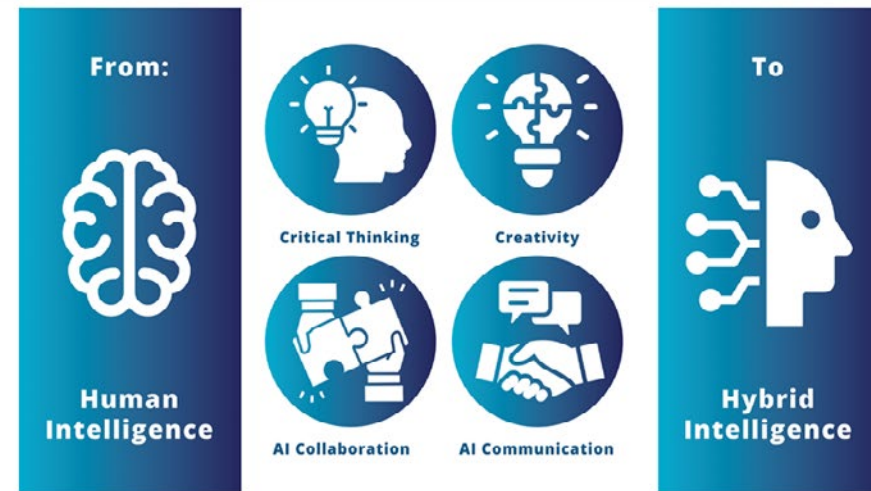 From:
Human
Intelligence
Critical Thinking
Creativity
AI Collaboration
AI Communication
To
Hybrid
Intelligence